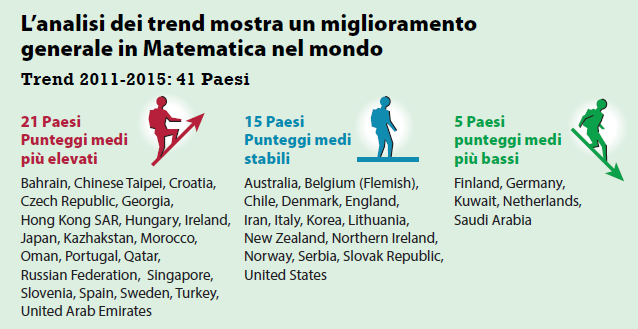 L'analisi dei trend mostra un miglioramento
generale in Matematica nel mondo
Trend 2011-2015: 41 Paesi
21 Paesi
Punteggi medi
più elevati
Bahrain, Chinese Taipei, Croatia,
Czech Republic, Georgia,
Hong Kong SAR, Hungary, Ireland,
Japan, Kazhakstan, Morocco,
Oman, Portugal, Qatar,
Russian Federation, Singapore,
Slovenia, Spain, Sweden, Turkey,
United Arab Emirates
15 Paesi
Punteggi medi
stabili
Australia, Belgium (Flemish),
Chile, Denmark, England,
Iran, Italy, Korea, Lithuania,
New Zealand, Northern Ireland,
Norway, Serbia, Slovak Republic,
United States
5 Paesi
punteggi medi
più bassi
Finland, Germany,
Kuwait, Netherlands,
Saudi Arabia